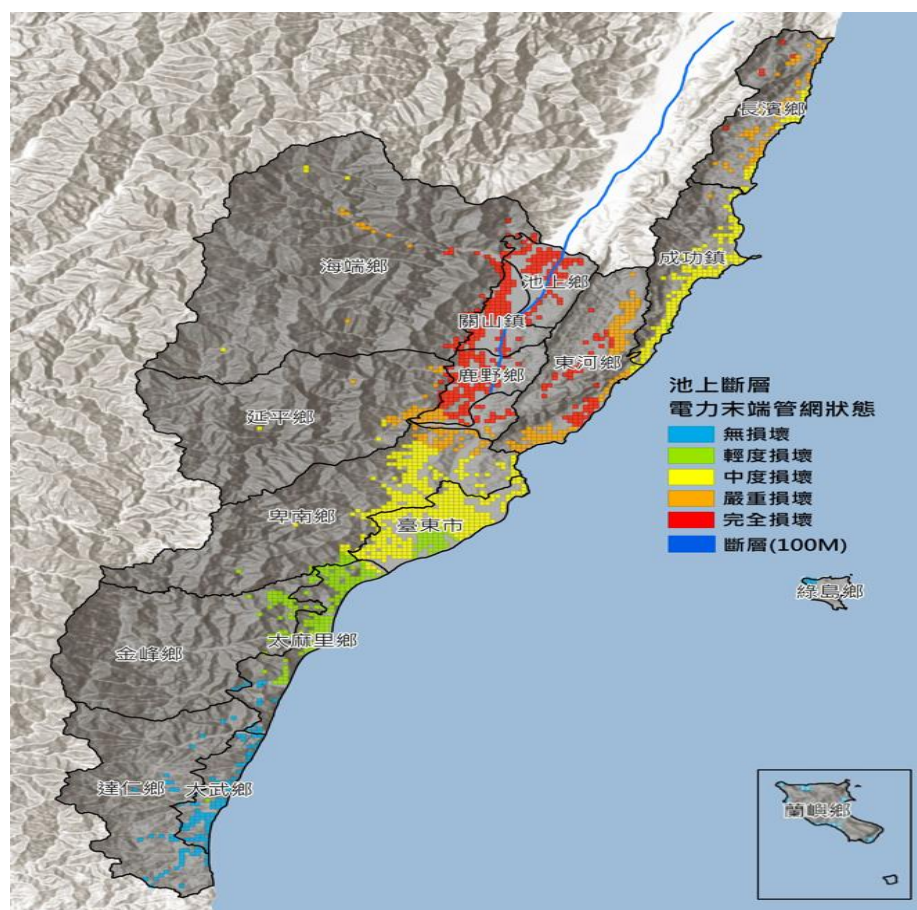 長濱鄉
成功鎮
海端鄉
池上鄉
關山鎮
東河鄉
鹿野鄉
延平鄉
池上斷層
電力末端管網狀態
無損壞
輕度損壞
中度損壞
嚴重損壞
完全損壞
斷層(100M)
卑南鄉
臺東市
綠島鄉
太麻里鄉
金峰鄉
達仁鄉
大武鄉
蘭嶼鄉